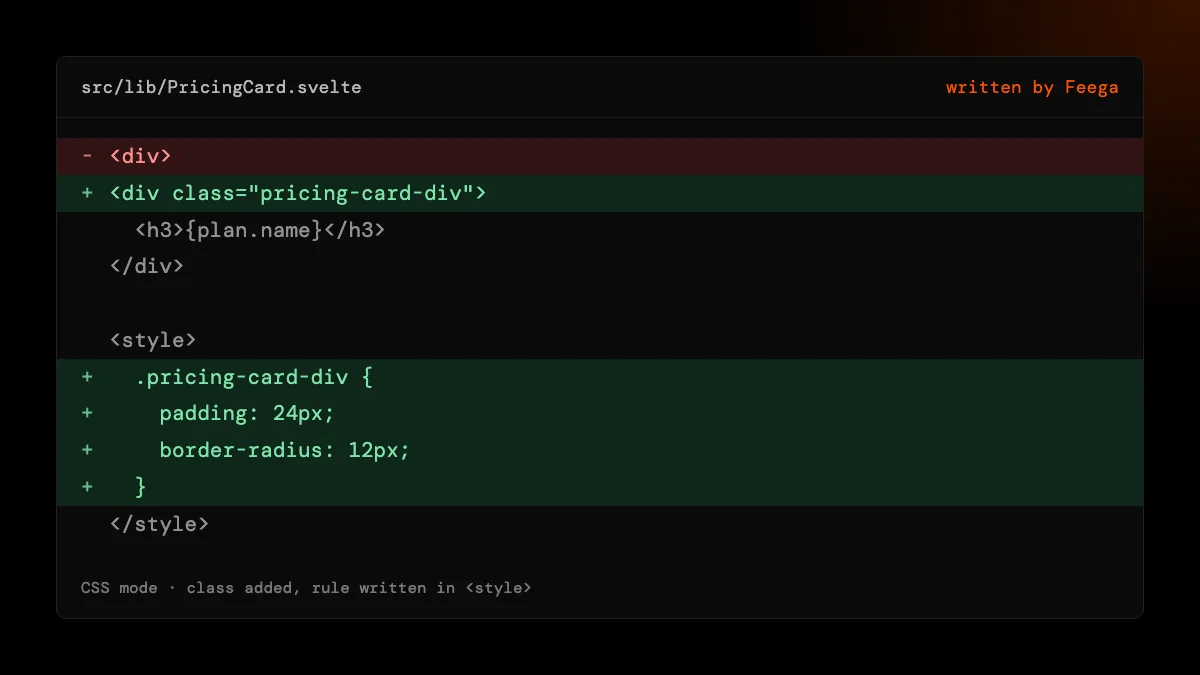 src/lib/PricingCard.svelte
written by Feega
- <div>
+ <div class="pricing-card-div">
<h3>{plan.name}</h3>
</div>
<style>
+ .pricing-card-div {
+ padding: 24px;
+ border-radius: 12px;
+ }
</style>
CSS mode · class added, rule written in <style>